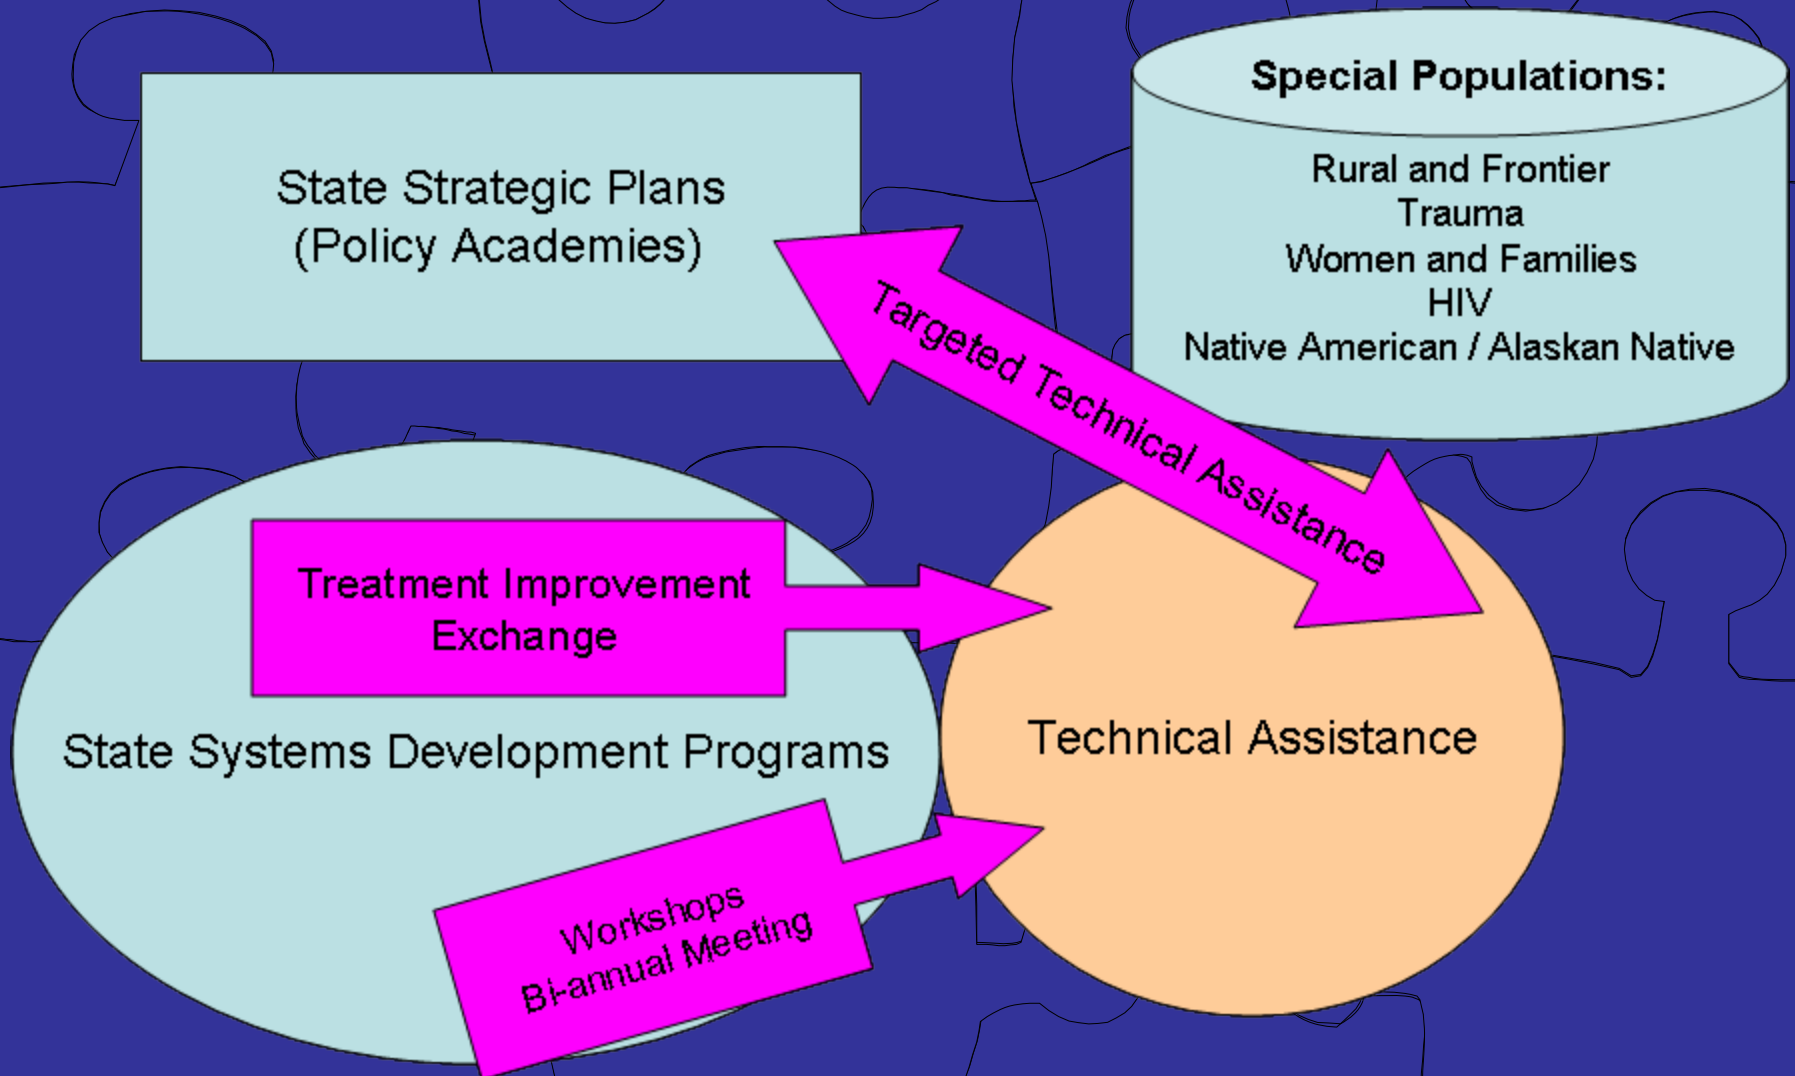 State Strategic Plans
(Policy Academies)
Special Populations:
Rural and Frontier
Trauma
Women and Families
HIV
Native American / Alaskan Native
Targeted Technical Assistance
Treatment Improvement
Exchange
State Systems Development Programs
Technical Assistance
Workshops
Bi-annual Meeting